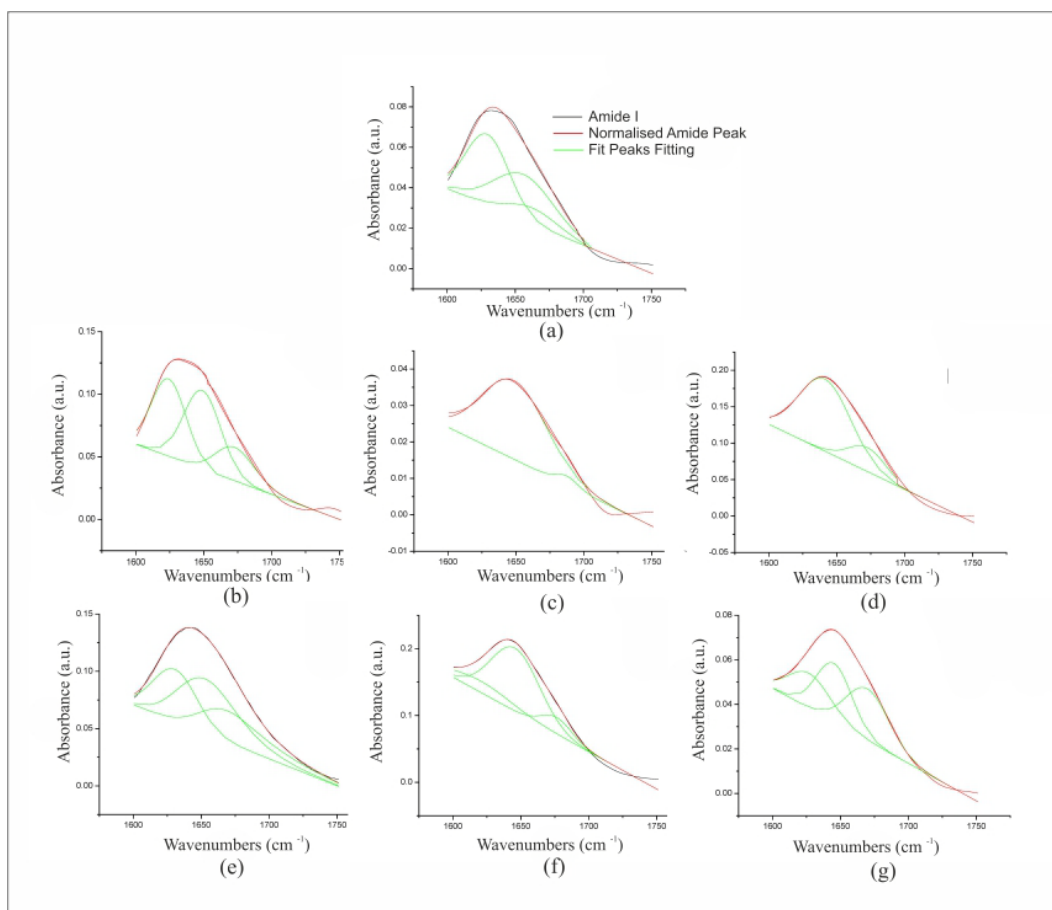 0.08
0.06
0.04
0.02
0.00
Absorbance (a.u.)
Amide I
Normalised Amide Peak
Fit Peaks Fitting
1600 1650 1700 1750
Wavenumbers (cm -1)
(a)
0.15
0.10
0.05
0.00
Absorbance (a.u.)
1600 1650 1700 1750
Wavenumbers (cm -1)
(b)
0.04
0.03
0.02
0.01
0.00
-0.01
Absorbance (a.u.)
1600 1650 1700 1750
Wavenumbers (cm -1)
(c)
0.20
0.15
0.10
0.05
0.00
-0.05
Absorbance (a.u.)
1600 1650 1700 1750
Wavenumbers (cm -1)
(d)
0.15
0.10
0.05
0.00
Absorbance (a.u.)
1600 1650 1700 1750
Wavenumbers (cm -1)
(e)
0.2
0.1
0.0
Absorbance (a.u.)
1600 1650 1700 1750
Wavenumbers (cm -1)
(f)
0.08
0.06
0.04
0.02
0.00
Absorbance (a.u.)
1600 1650 1700 1750
Wavenumbers (cm -1)
(g)